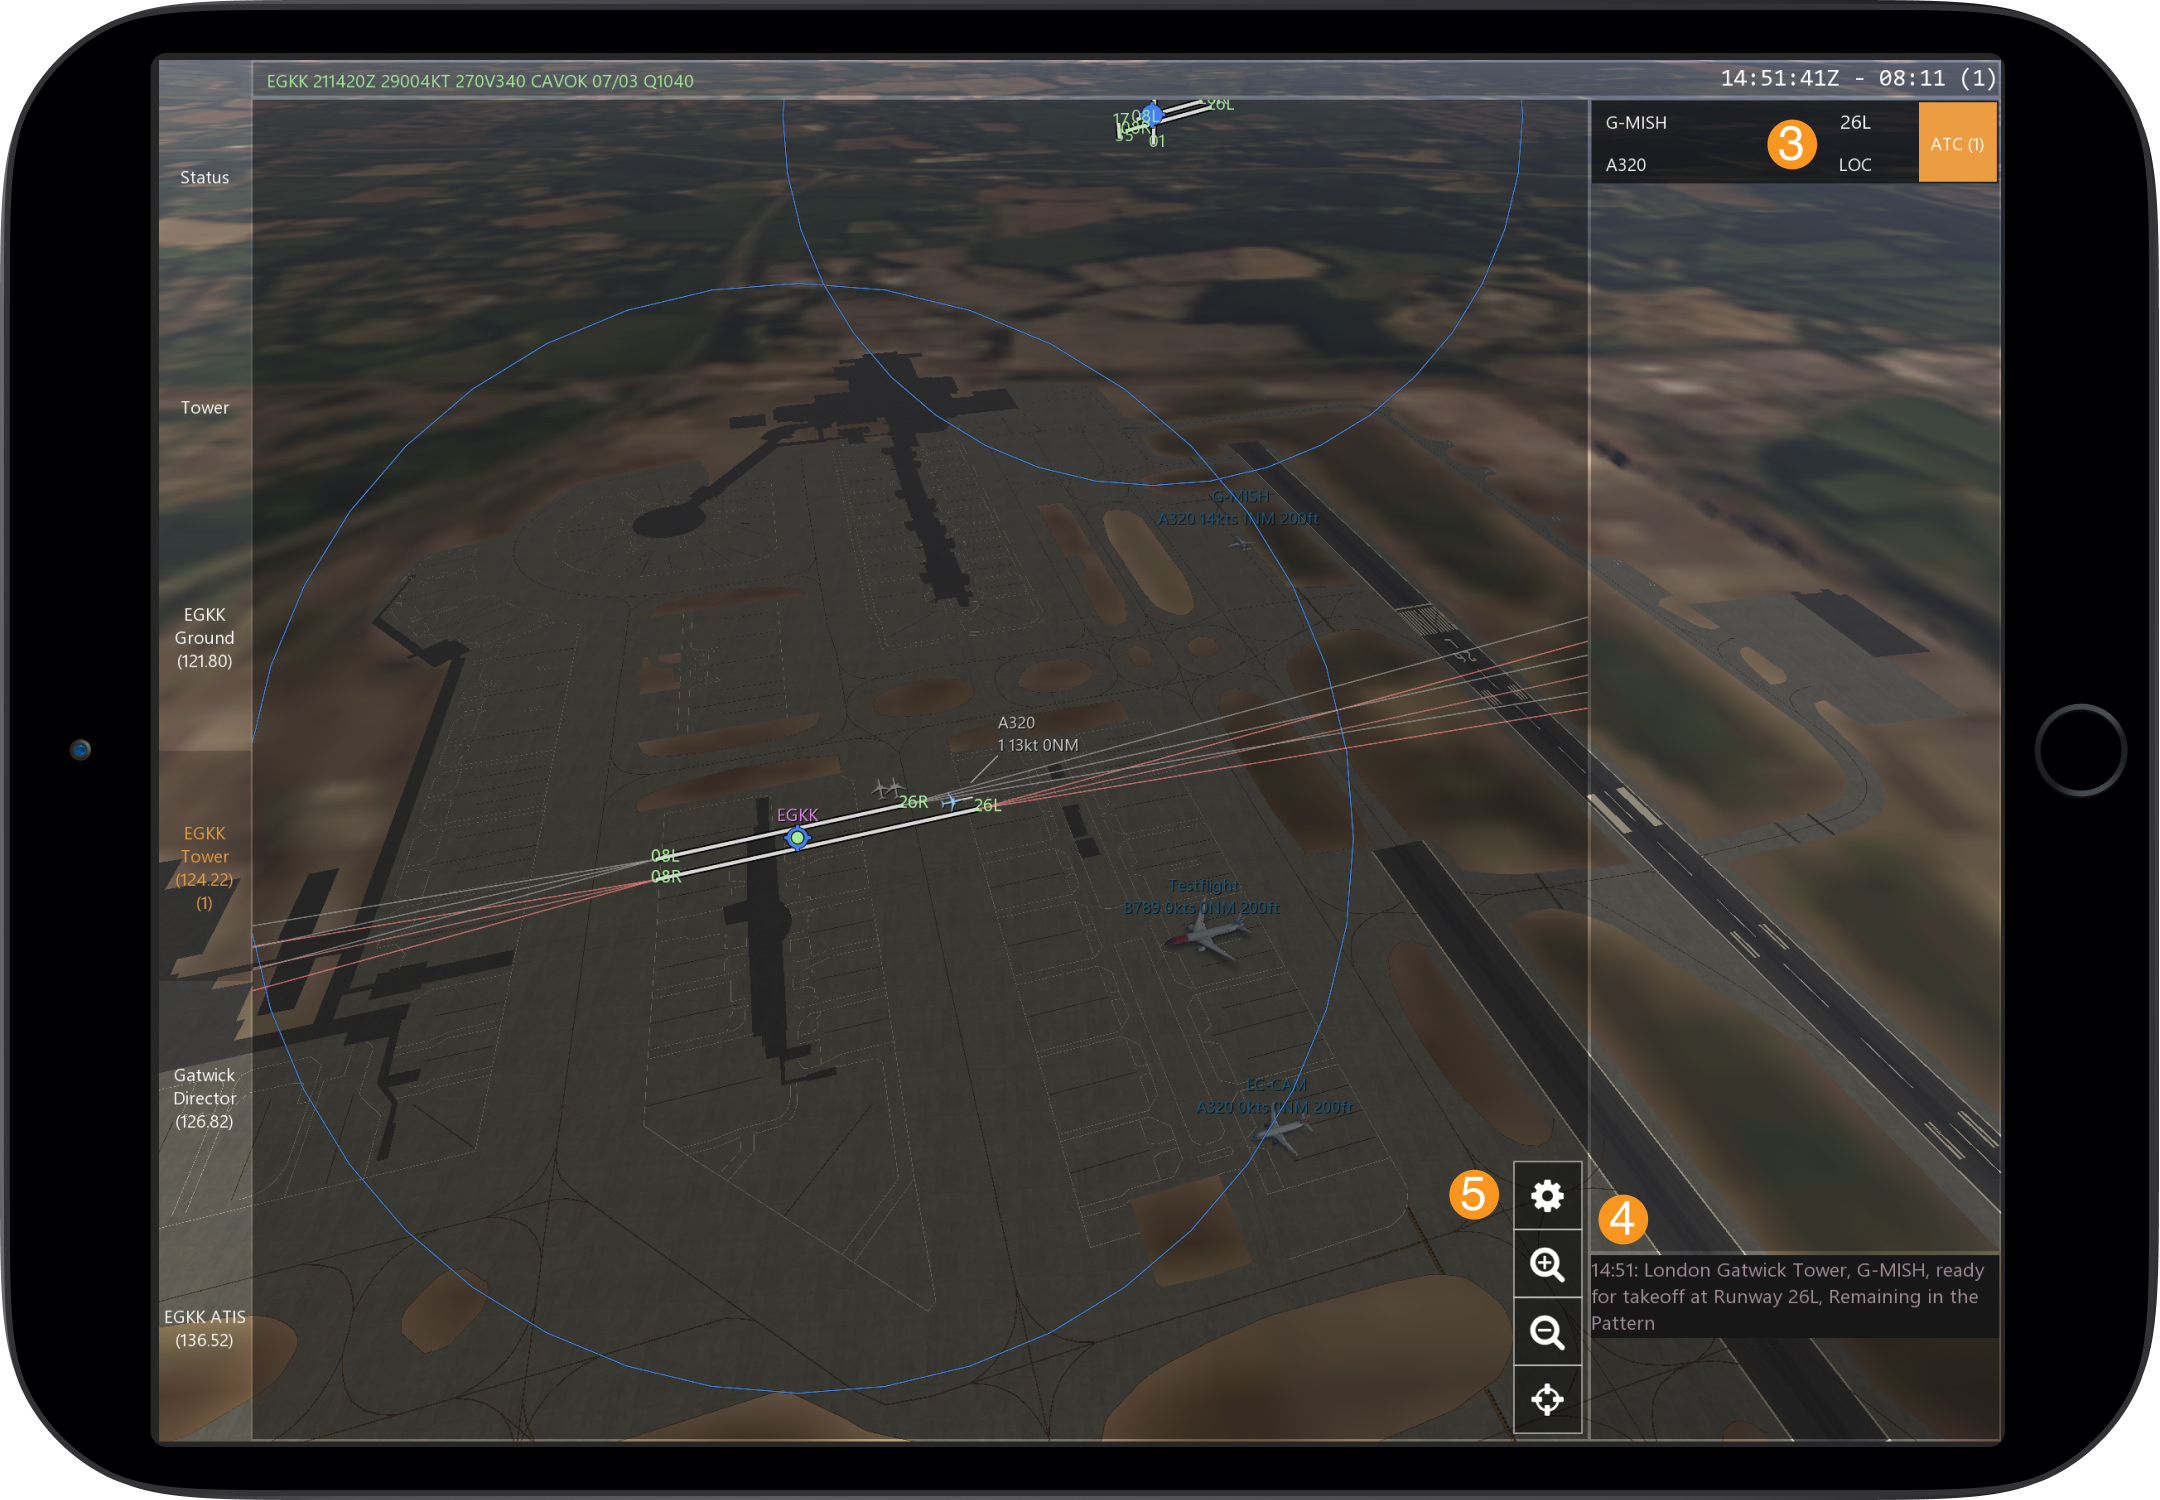 EGKK 211420Z 29004KT 270V340 CAVOK 07/03 Q1040
14:51:41Z - 08:11 (1)
Status
Tower
EGKK
Ground
(121.80)
EGKK
Tower
(124.22)
(1)
Gatwick
Director
(126.82)
EGKK ATIS
(136.52)
G-MISH
26L
A320
LOC
3
ATC (1)
17
08L
26L
08R
35
01
G-MISH
A320 14kts 1NM 200ft
A320
1 13kt 0NM
26R
26L
EGKK
08L
08R
Testflight
B789 0kts 0NM 200ft
EC-CAM
A320 0kts 0NM 200ft
5
4
14:51: London Gatwick Tower, G-MISH, ready
for takeoff at Runway 26L, Remaining in the
Pattern